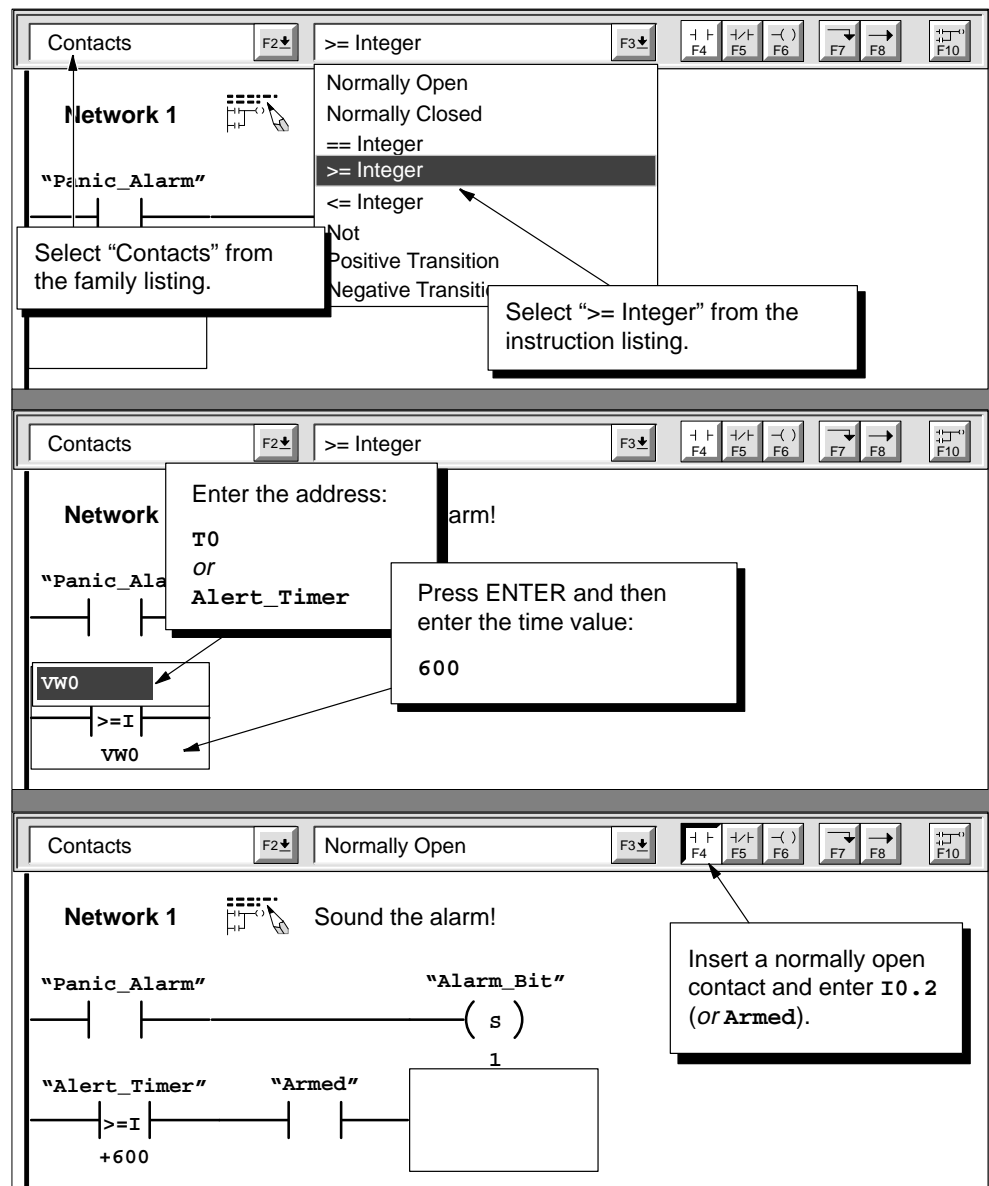 Contacts F2 >= Integer F3 F4 F5 F6 F7 F8 F10
Normally Open
Normally Closed
== Integer
>= Integer
<= Integer
Not
Positive Transition
Negative Transiti
Network 1
“Panic_Alarm”
Select “Contacts” from
the family listing.
Select “>= Integer” from the
instruction listing.
Contacts F2 >= Integer F3 F4 F5 F6 F7 F8 F10
Network arm!
Enter the address:
T0
or
Alert_Timer
“Panic_Ala
Press ENTER and then
enter the time value:
600
VW0
>=I
VW0
Contacts F2 Normally Open F3 F4 F5 F6 F7 F8 F10
Network 1 Sound the alarm!
Insert a normally open
contact and enter I0.2
(or Armed).
“Panic_Alarm” “Alarm_Bit”
S
1
“Alert_Timer” “Armed”
>=I
+600